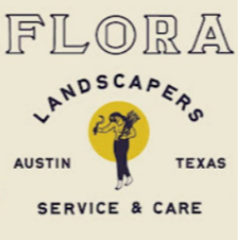 FLORA
LANDSCAPERS
AUSTIN TEXAS
SERVICE & CARE